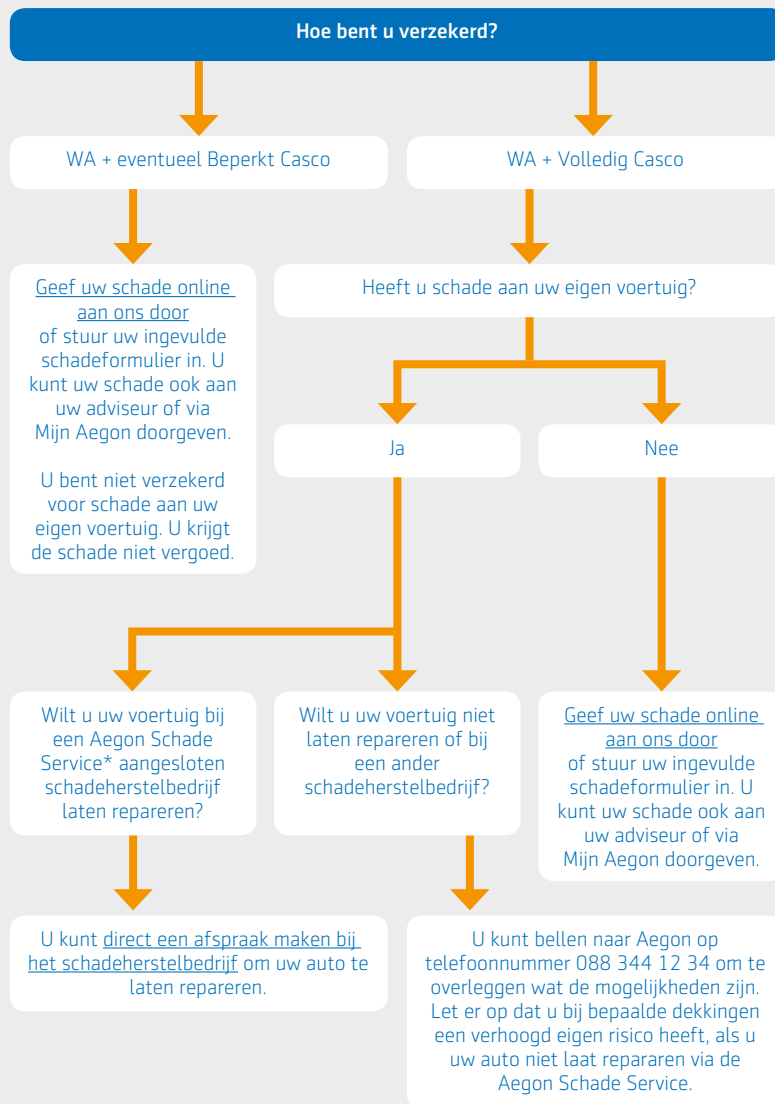 Hoe bent u verzekerd?
WA + eventueel Beperkt Casco
WA + Volledig Casco
Geef uw schade online
aan ons door
of stuur uw ingevulde
schadeformulier in. U
kunt uw schade ook aan
uw adviseur of via
Mijn Aegon doorgeven.
U bent niet verzekerd
voor schade aan uw
eigen voertuig. U krijgt
de schade niet vergoed.
Heeft u schade aan uw eigen voertuig?
Ja
Nee
Wilt u uw voertuig bij
een Aegon Schade
Service* aangesloten
schadeherstelbedrijf
laten repareren?
Wilt u uw voertuig niet
laten repareren of bij
een ander
schadeherstelbedrijf?
Geef uw schade online
aan ons door
of stuur uw ingevulde
schadeformulier in. U
kunt uw schade ook aan
uw adviseur of via
Mijn Aegon doorgeven.
U kunt direct een afspraak maken bij
het schadeherstelbedrijf om uw auto te
laten repareren.
U kunt bellen naar Aegon op
telefoonnummer 088 344 12 34 om te
overleggen wat de mogelijkheden zijn.
Let er op dat u bij bepaalde dekkingen
een verhoogd eigen risico heeft, als u
uw auto niet laat repararen via de
Aegon Schade Service.